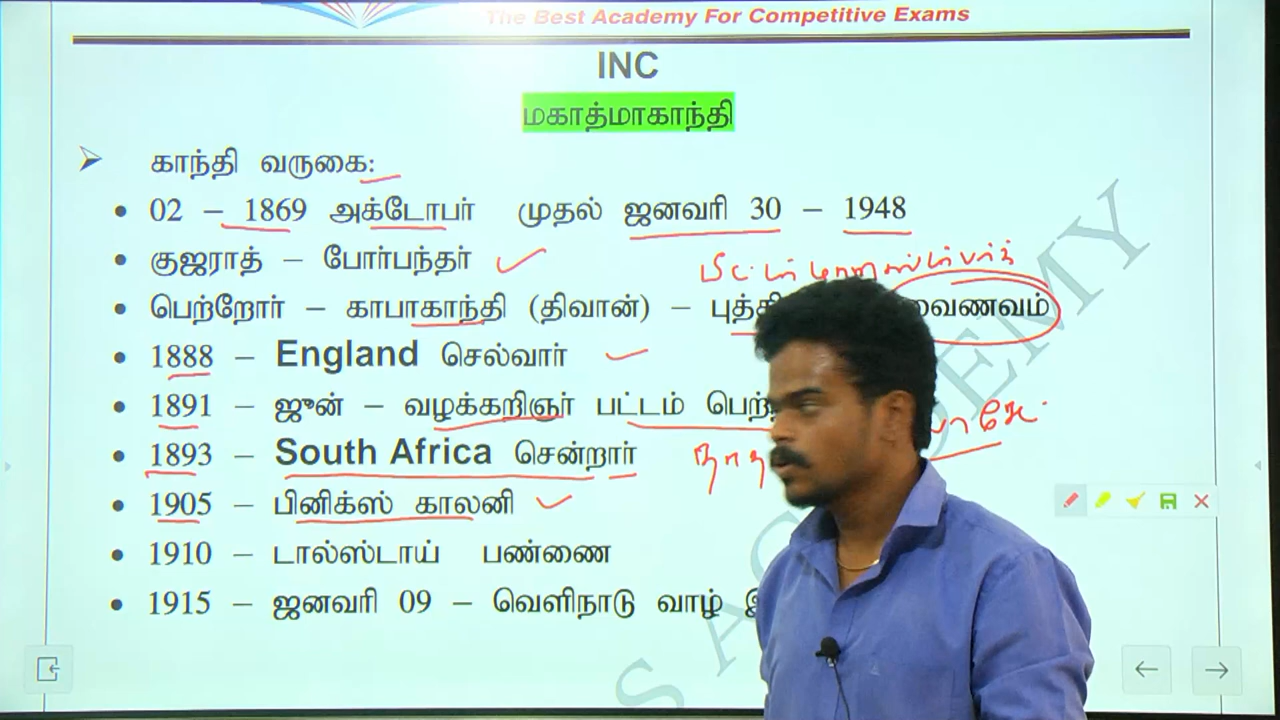 The Best Academy For Competitive Exams
INC
மகாத்மாகாந்தி
➢ காந்தி வருகை:
• 02 – 1869 அக்டோபர் முதல் ஜனவரி 30 – 1948
• குஜராத் – போர்பந்தர்
• பெற்றோர் – காபாகாந்தி (திவான்) – வைணவம்
• 1888 – England செல்வார்
• 1891 – ஜுன் – வழக்கறிஞர் பட்டம்
• 1893 – South Africa சென்றார்
• 1905 – பினிக்ஸ் காலனி
• 1910 – டால்ஸ்டாய் பண்ணை
• 1915 – ஜனவரி 09 – வெளிநாடு வாழ்